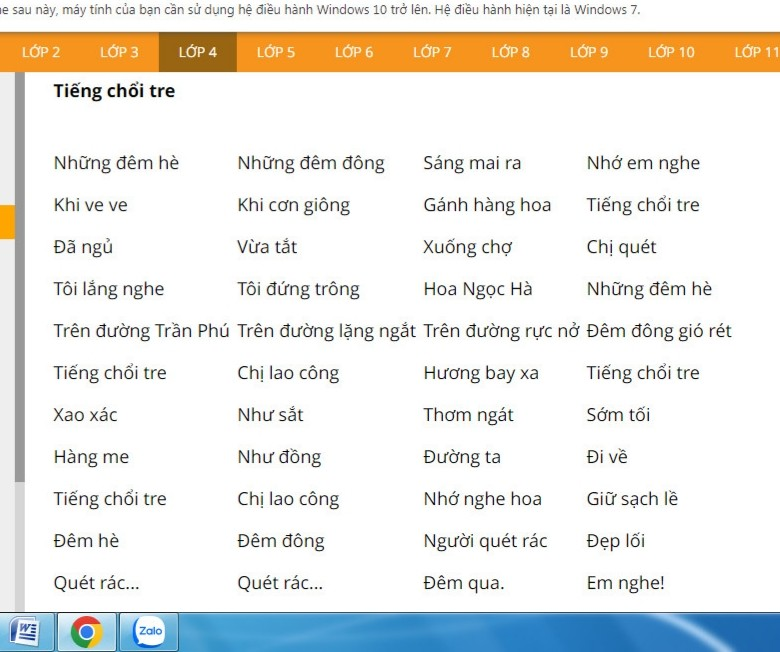 sau này, máy tính của bạn cần sử dụng hệ điều hành Windows 10 trở lên. Hệ điều hành hiện tại là Windows 7.
LỚP 2 LỚP 3 LỚP 4 LỚP 5 LỚP 6 LỚP 7 LỚP 8 LỚP 9 LỚP 10 LỚP 11
Tiếng chổi tre
Những đêm hè
Khi ve ve
Đã ngủ
Tôi lắng nghe
Trên đường Trần Phú
Tiếng chổi tre
Xao xác
Hàng me
Tiếng chổi tre
Đêm hè
Quét rác...
Những đêm đông
Khi cơn giông
Vừa tắt
Tôi đứng trông
Trên đường lặng ngắt
Chị lao công
Như sắt
Như đồng
Chị lao công
Đêm đông
Quét rác...
Sáng mai ra
Gánh hàng hoa
Xuống chợ
Hoa Ngọc Hà
Trên đường rực nở
Hương bay xa
Thơm ngát
Đường ta
Nhớ nghe hoa
Người quét rác
Đêm qua.
Nhớ em nghe
Tiếng chổi tre
Chị quét
Những đêm hè
Đêm đông gió rét
Tiếng chổi tre
Sớm tối
Đi về
Giữ sạch lề
Đẹp lối
Em nghe!
Zalo